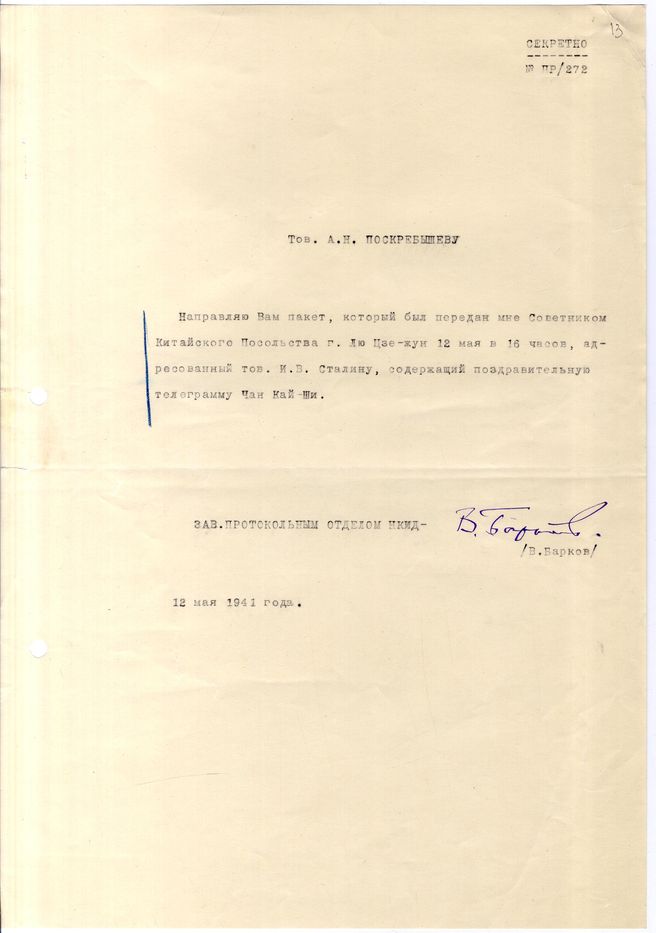 13
СЕКРЕТНО
№ ПР/272
Тов. А.Н. ПОСКРЕБЫШЕВУ
Направляю Вам пакет, который был передан мне Советником
Китайского Посольства г. Лю Цзе-жун 12 мая в 16 часов, ад-
ресованный тов. И.В. Сталину, содержащий поздравительную
телеграмму Чан Кай-Ши.
ЗАВ.ПРОТОКОЛЬНЫМ ОТДЕЛОМ НКИД- В. Барков.
/В.Барков/
12 мая 1941 года.